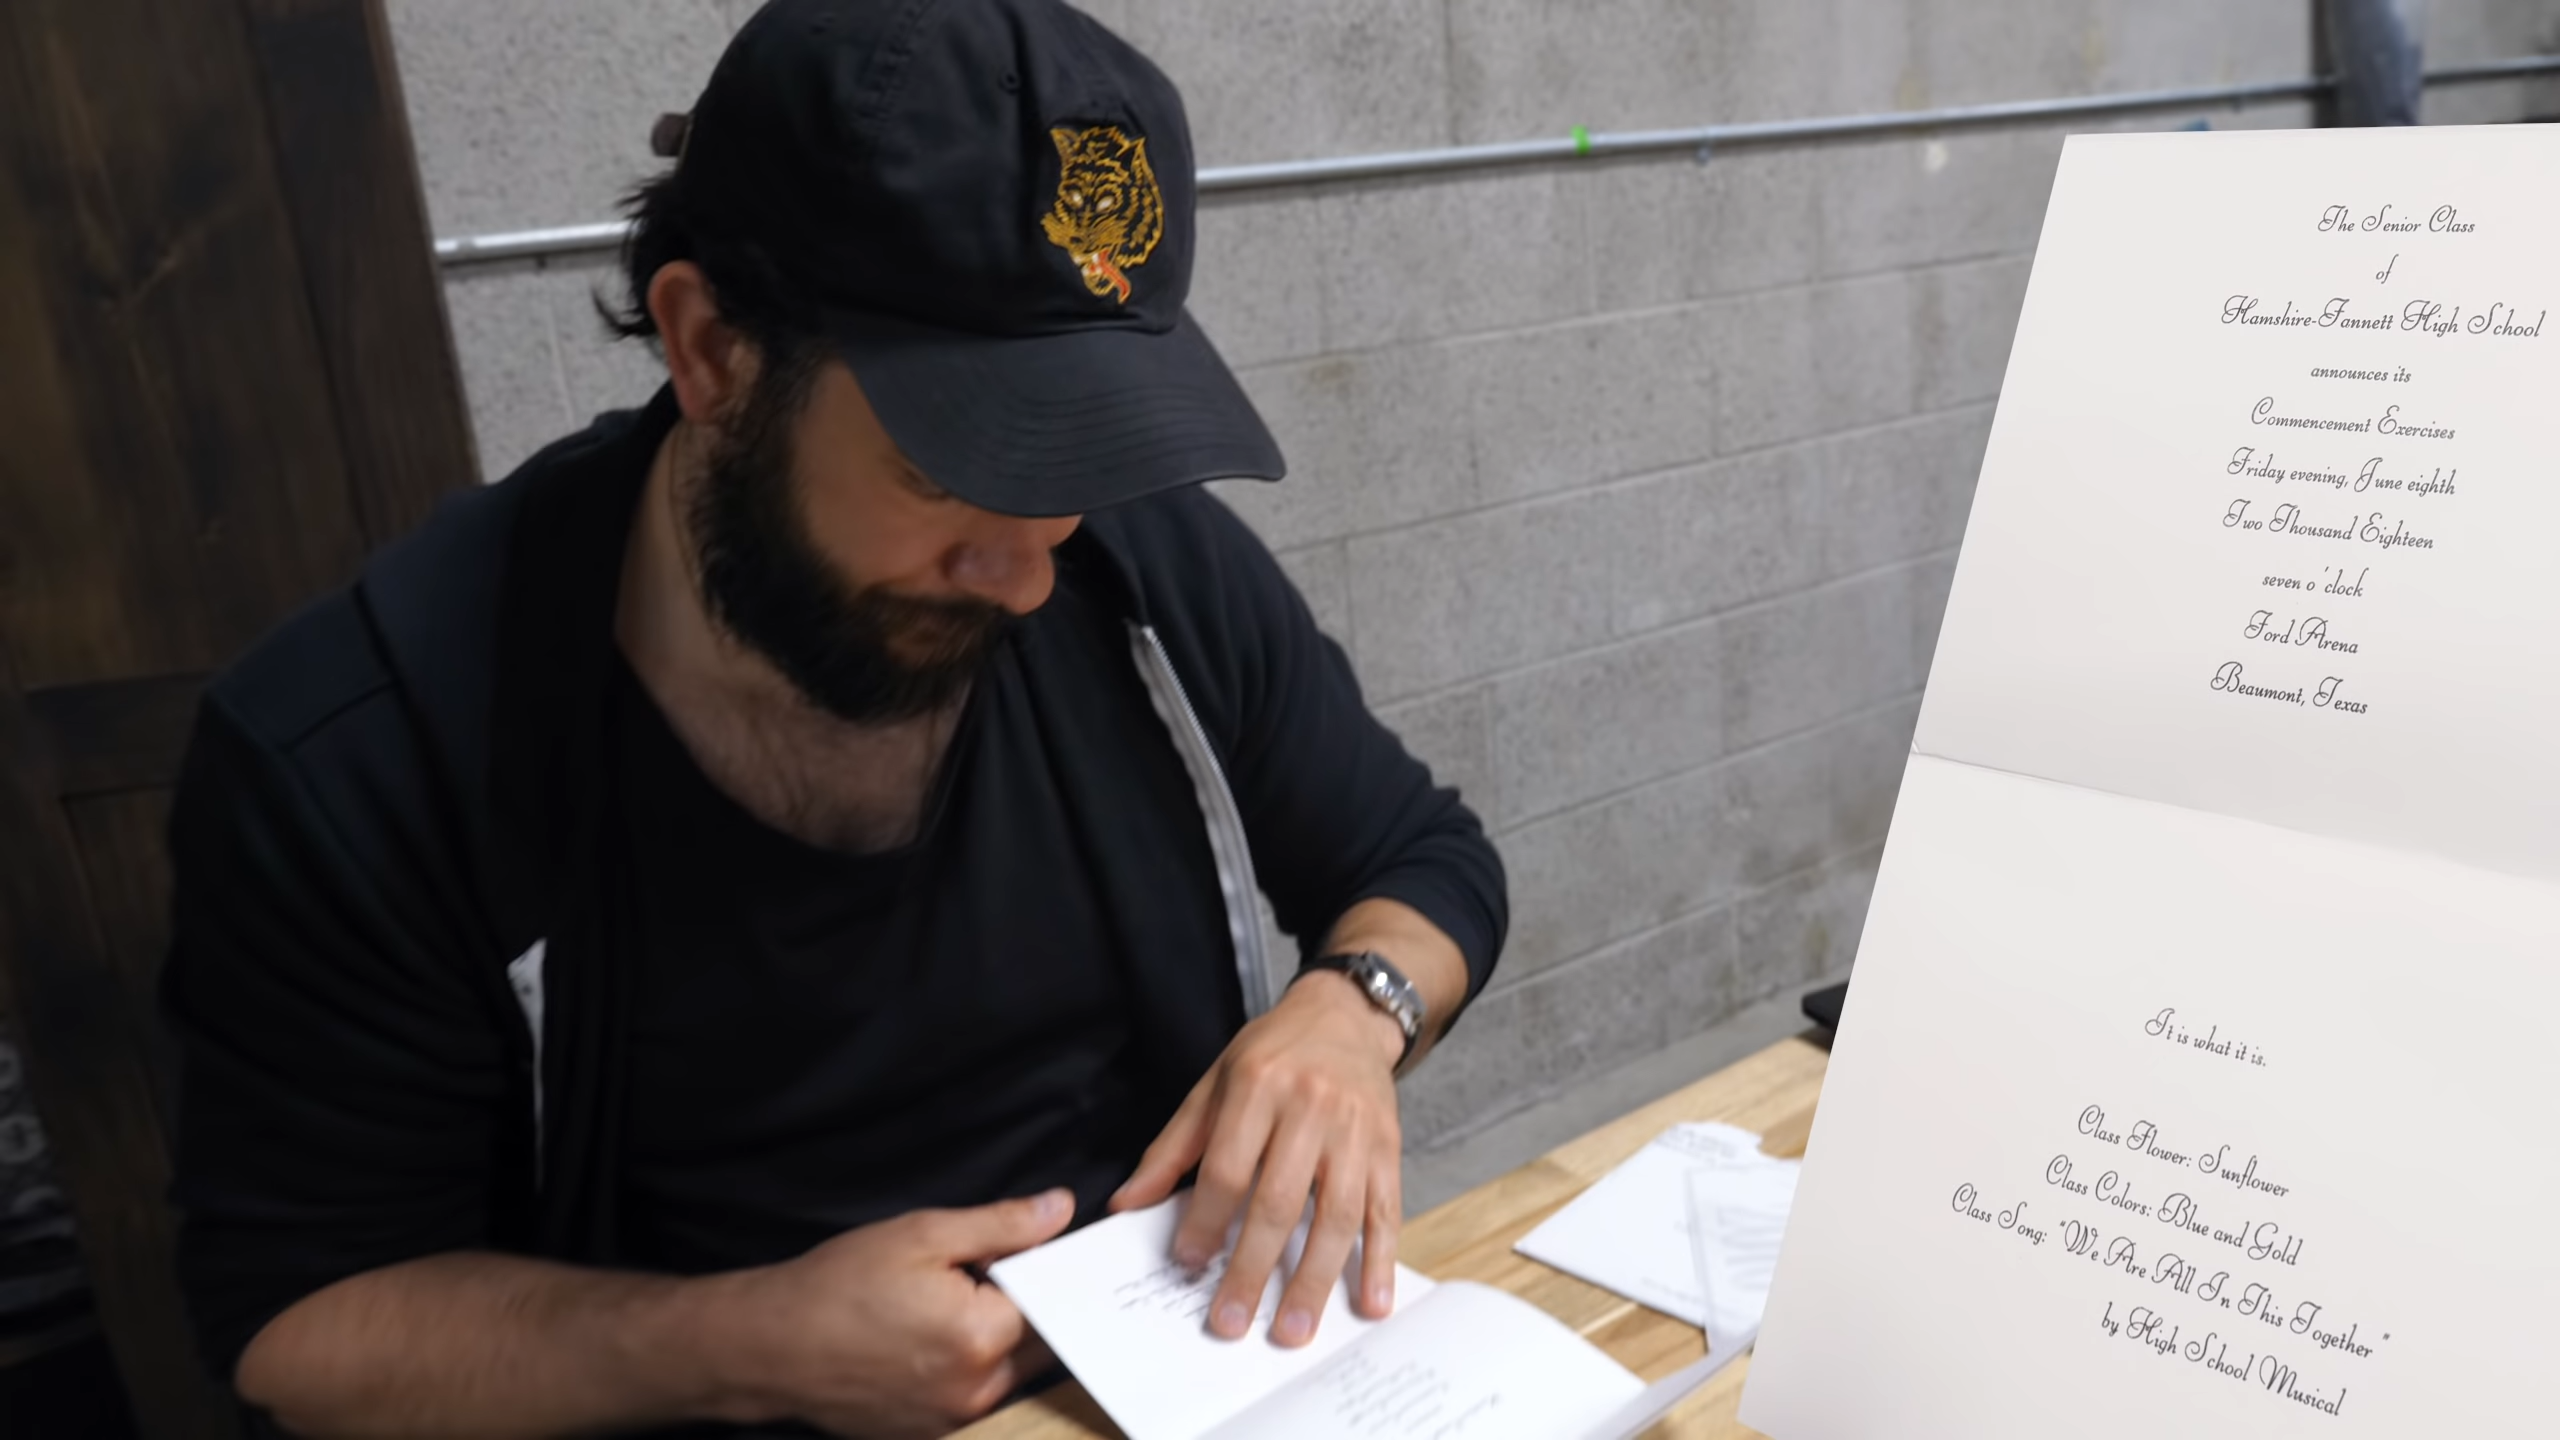 The Senior Class
of
Hamshire-Fannett High School
announces its
Commencement Exercises
Friday evening, June eighth
Two Thousand Eighteen
seven o'clock
Ford Arena
Beaumont, Texas
It is what it is.
Class Flower: Sunflower
Class Colors: Blue and Gold
Class Song: "We Are All In This Together"
by High School Musical